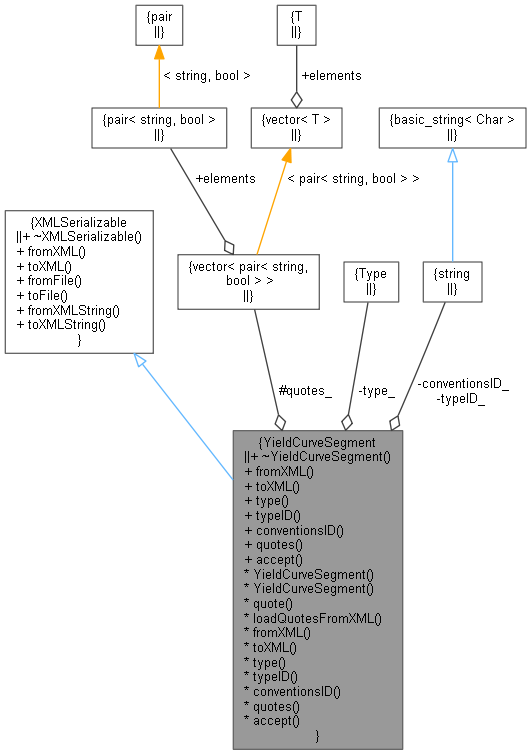 {pair
||}
{T
||}
< string, bool >
+elements
{pair< string, bool >
||}
{vector< T >
||}
{basic_string< Char >
||}
+elements
< pair< string, bool > >
{XMLSerializable
||+ ~XMLSerializable()
+ fromXML()
+ toXML()
+ fromFile()
+ toFile()
+ fromXMLString()
+ toXMLString()
}
{vector< pair< string,
bool > >
||}
{Type
||}
{string
||}
#quotes_
-type_
-conventionsID_
-typeID_
{YieldCurveSegment
||+ ~YieldCurveSegment()
+ fromXML()
+ toXML()
+ type()
+ typeID()
+ conventionsID()
+ quotes()
+ accept()
* YieldCurveSegment()
* YieldCurveSegment()
* quote()
* loadQuotesFromXML()
* fromXML()
* toXML()
* type()
* typeID()
* conventionsID()
* quotes()
* accept()
}